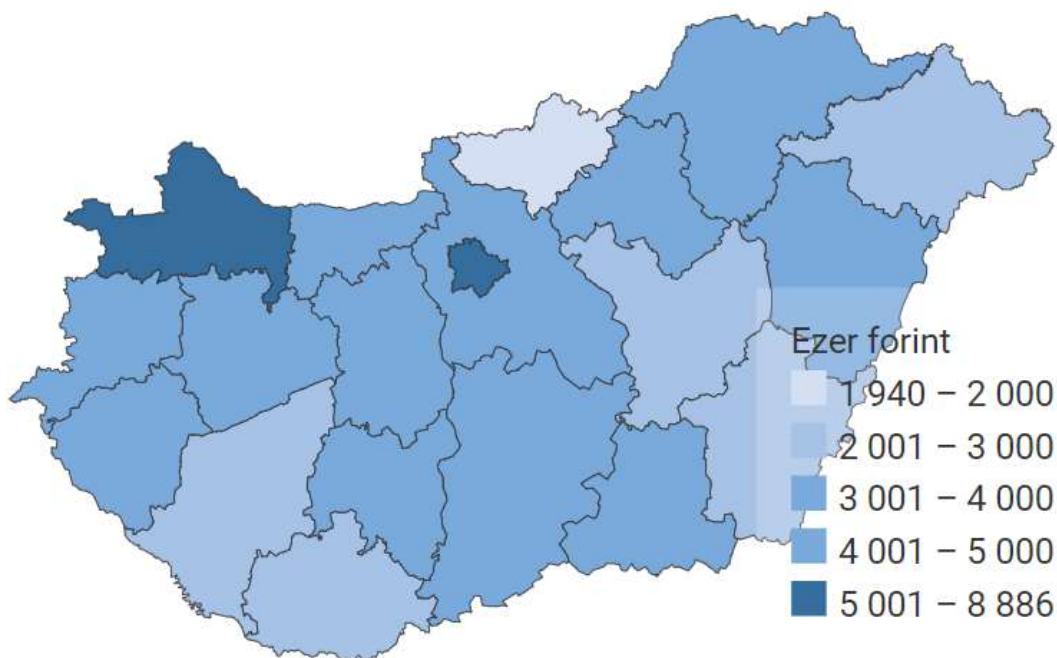 Ezer forint
1 940 – 2 000
2 001 – 3 000
3 001 – 4 000
4 001 – 5 000
5 001 – 8 886